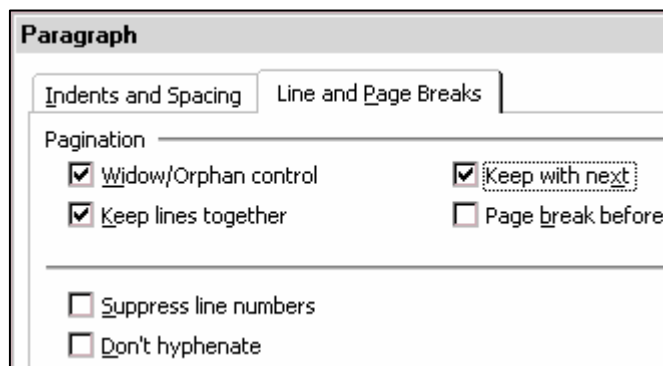 Paragraph
Indents and Spacing Line and Page Breaks
Pagination
Widow/Orphan control Keep with next
Keep lines together Page break before
Suppress line numbers
Don't hyphenate